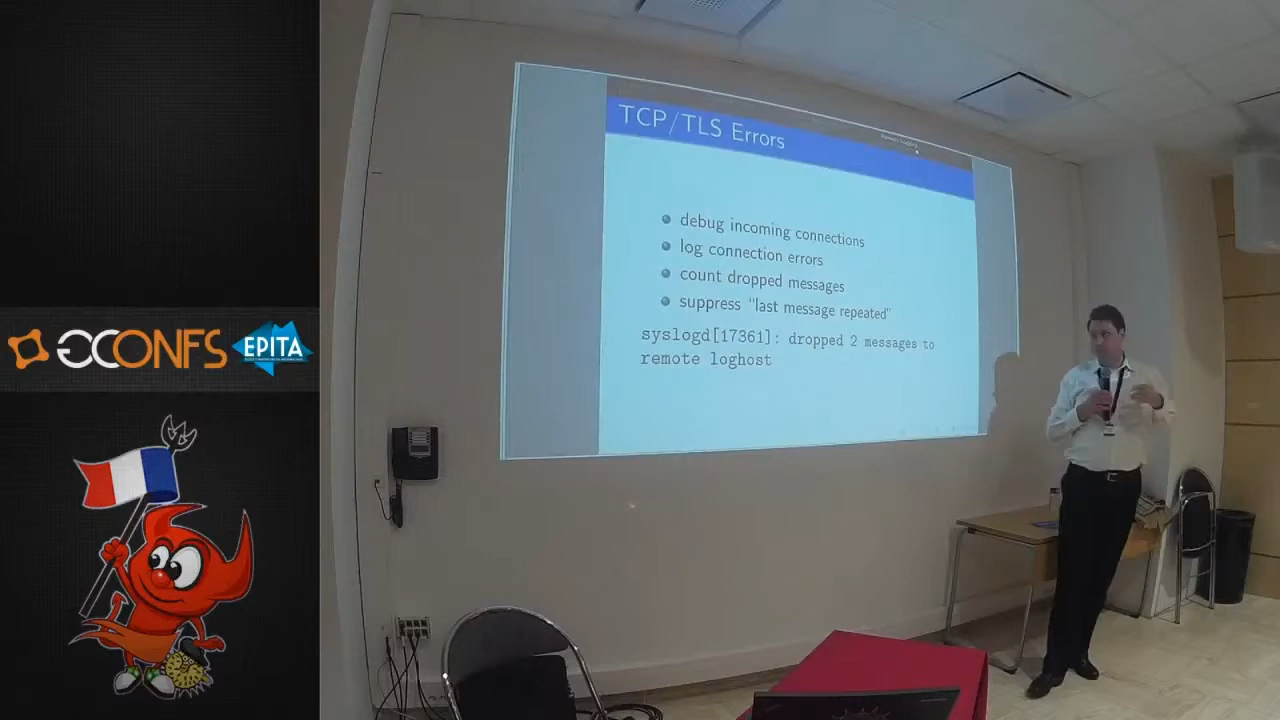 GCONFS
EPITA
TCP/TLS Errors
debug incoming connections
log connection errors
count dropped messages
suppress "last message repeated"
syslogd[17361]: dropped 2 messages to
remote loghost